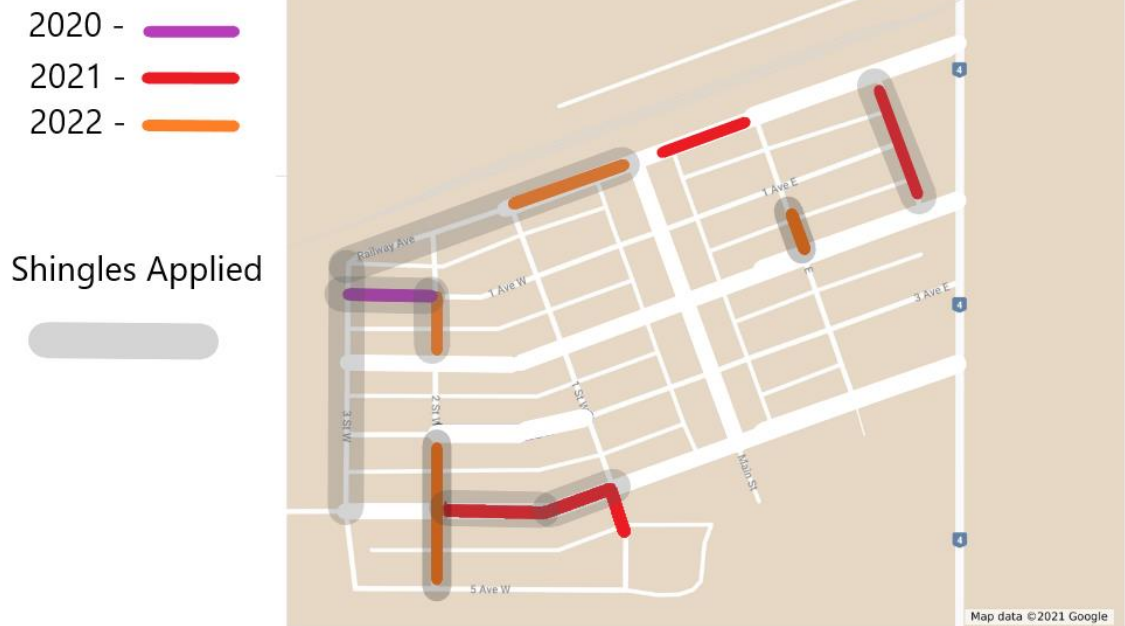 2020 -
2021 -
2022 -
Shingles Applied
Railway Ave
1 Ave W
1 Ave E
E
3 Ave E
3 St W
2 St W
1 St W
Main St
5 Ave W
4
4
4
Map data ©2021 Google